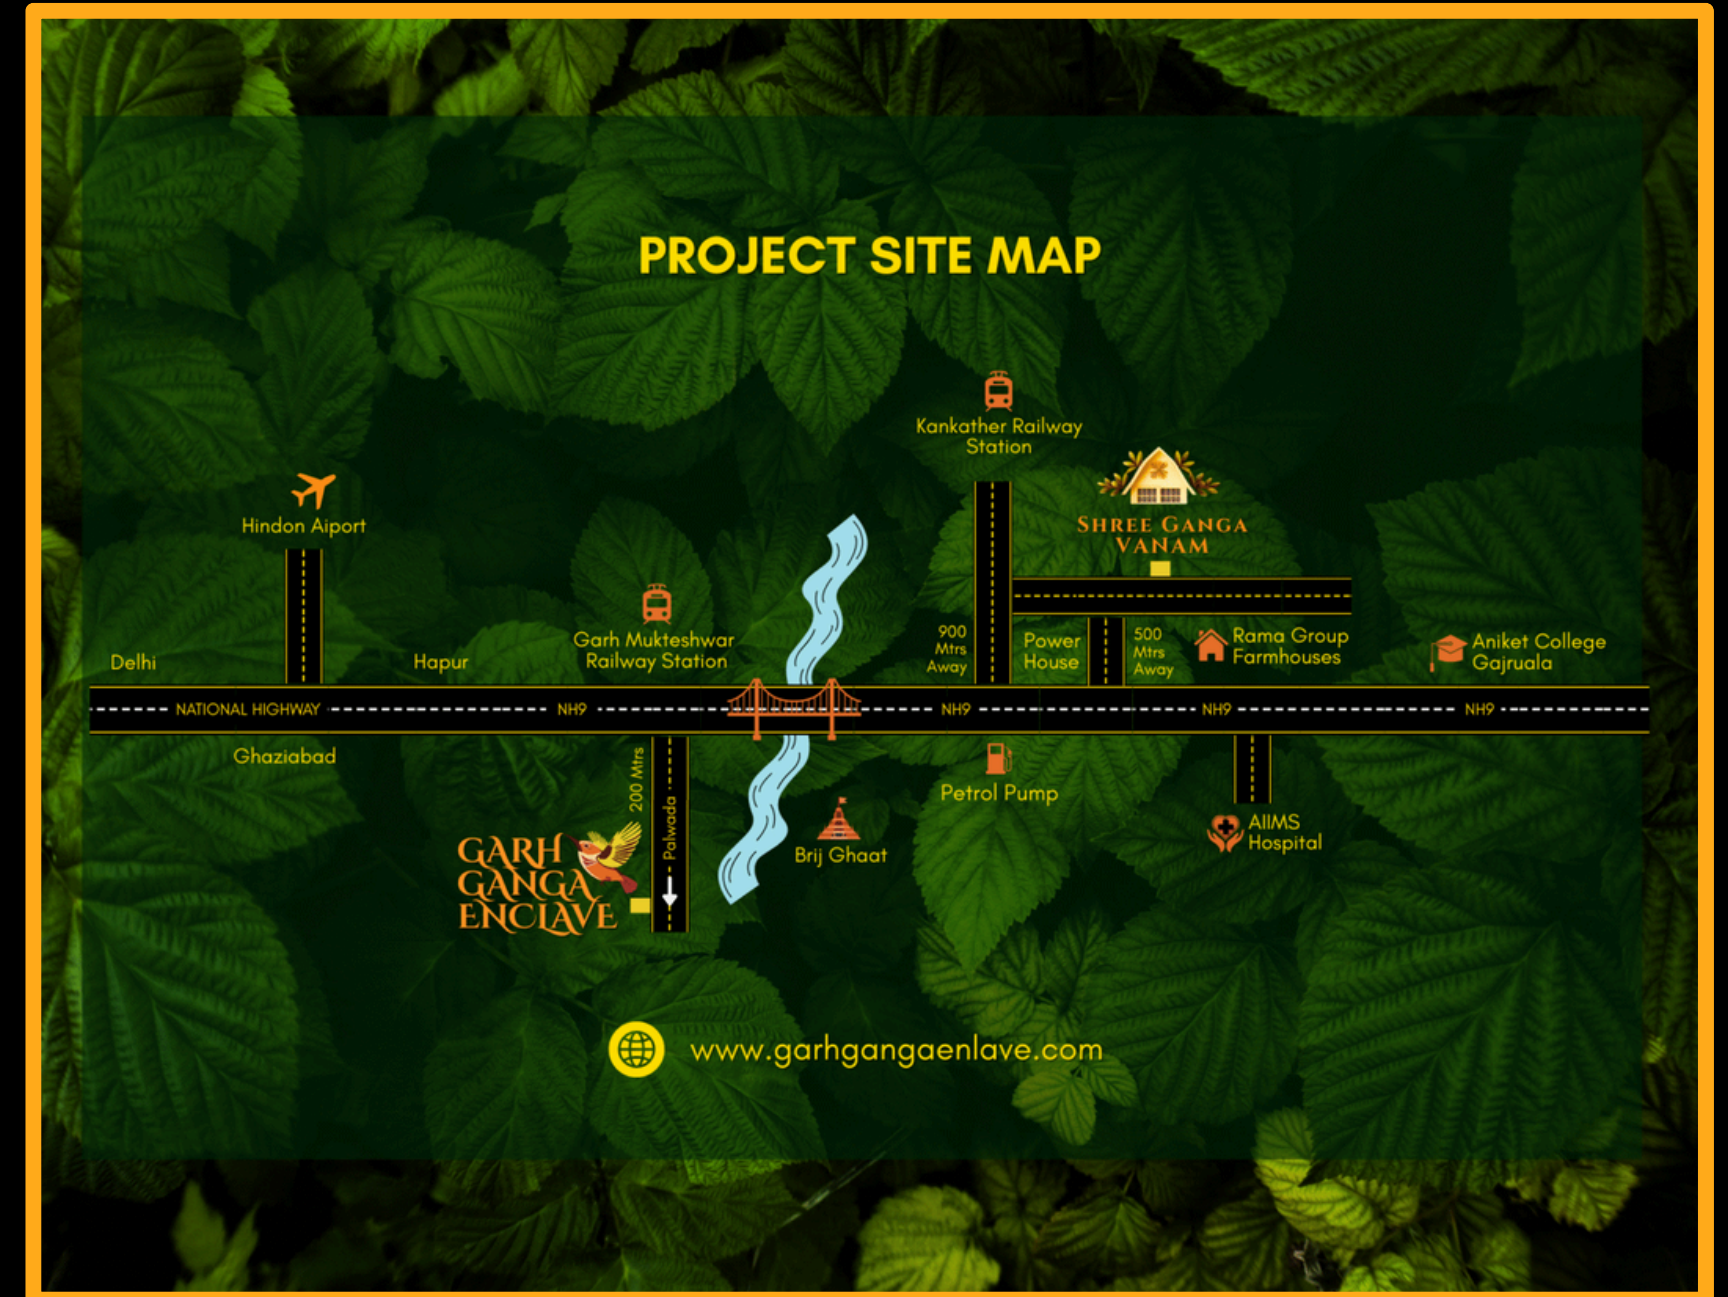 PROJECT SITE MAP
Kankather Railway
Station
SHREE GANGA
VANAM
Hindon Aiport
Garh Mukteshwar
Railway Station
900
Mtrs
Away
Power
House
500
Mtrs
Away
Rama Group
Farmhouses
Aniket College
Gajruala
Delhi
Hapur
NATIONAL HIGHWAY
NH9
NH9
NH9
NH9
Ghaziabad
200 Mtrs
Palwada
Petrol Pump
Brij Ghaat
AIIMS
Hospital
GARH
GANGA
ENCLAVE
www.garhgangaenlave.com